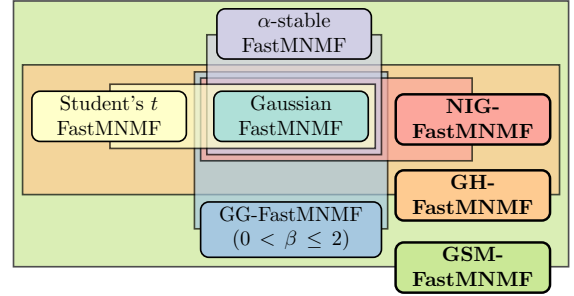 α-stable
FastMNMF
Student's t
FastMNMF
Gaussian
FastMNMF
NIG-
FastMNMF
GH-
FastMNMF
GG-FastMNMF
(0 < β ≤ 2)
GSM-
FastMNMF